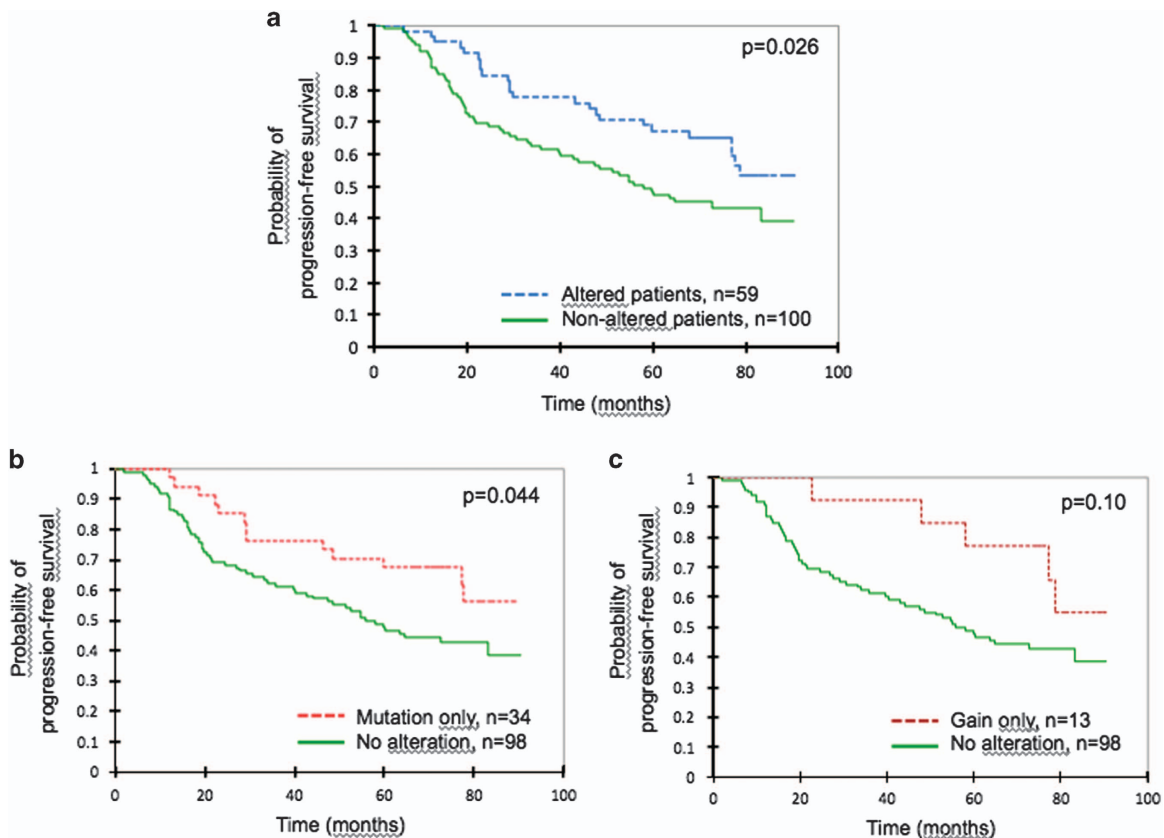 a
p=0.026
Probability of
progression-free survival
1
0.9
0.8
0.7
0.6
0.5
0.4
0.3
0.2
0.1
0
Altered patients, n=59
Non-altered patients, n=100
0 20 40 60 80 100
Time (months)
b
p=0.044
Probability of
progression-free survival
1
0.9
0.8
0.7
0.6
0.5
0.4
0.3
0.2
0.1
0
Mutation only, n=34
No alteration, n=98
0 20 40 60 80 100
Time (months)
c
p=0.10
Probability of
progression-free survival
1
0.9
0.8
0.7
0.6
0.5
0.4
0.3
0.2
0.1
0
Gain only, n=13
No alteration, n=98
0 20 40 60 80 100
Time (months)